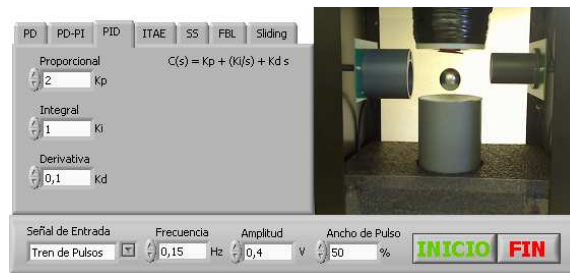 PD PD-PI PID ITAE SS FBL Sliding
Proporcional C(s) = Kp + (Ki/s) + Kd s
2 Kp
Integral
1 Ki
Derivativa
0,1 Kd
Señal de Entrada Frecuencia Amplitud Ancho de Pulso
Tren de Pulsos 0,15 Hz 0,4 V 50 % INICIO FIN